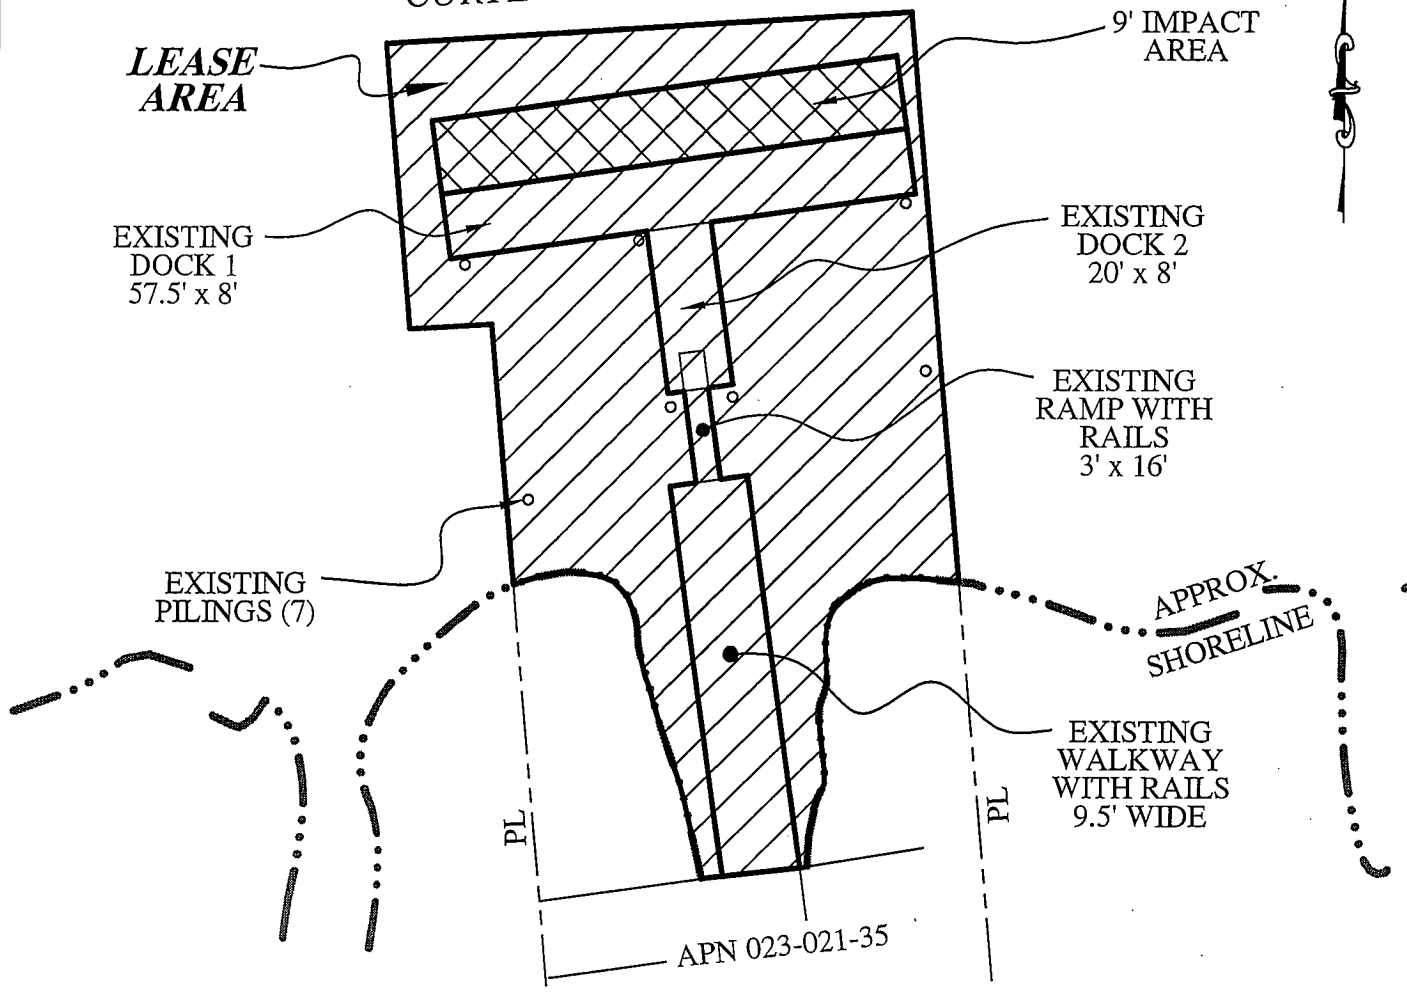 LEASE
AREA
9' IMPACT
AREA
EXISTING
DOCK 1
57.5' x 8'
EXISTING
DOCK 2
20' x 8'
EXISTING
RAMP WITH
RAILS
3' x 16'
EXISTING
PILINGS (7)
APPROX.
SHORELINE
EXISTING
WALKWAY
WITH RAILS
9.5' WIDE
PL
PL
APN 023-021-35